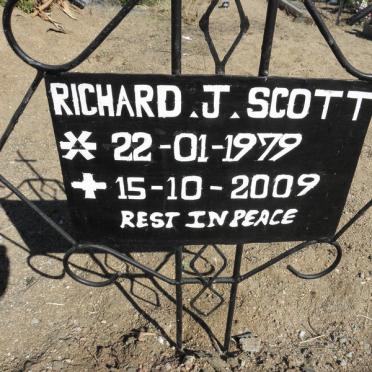 RICHARD.J.SCOTT
* 22-01-1979
+ 15-10-2009
REST IN PEACE